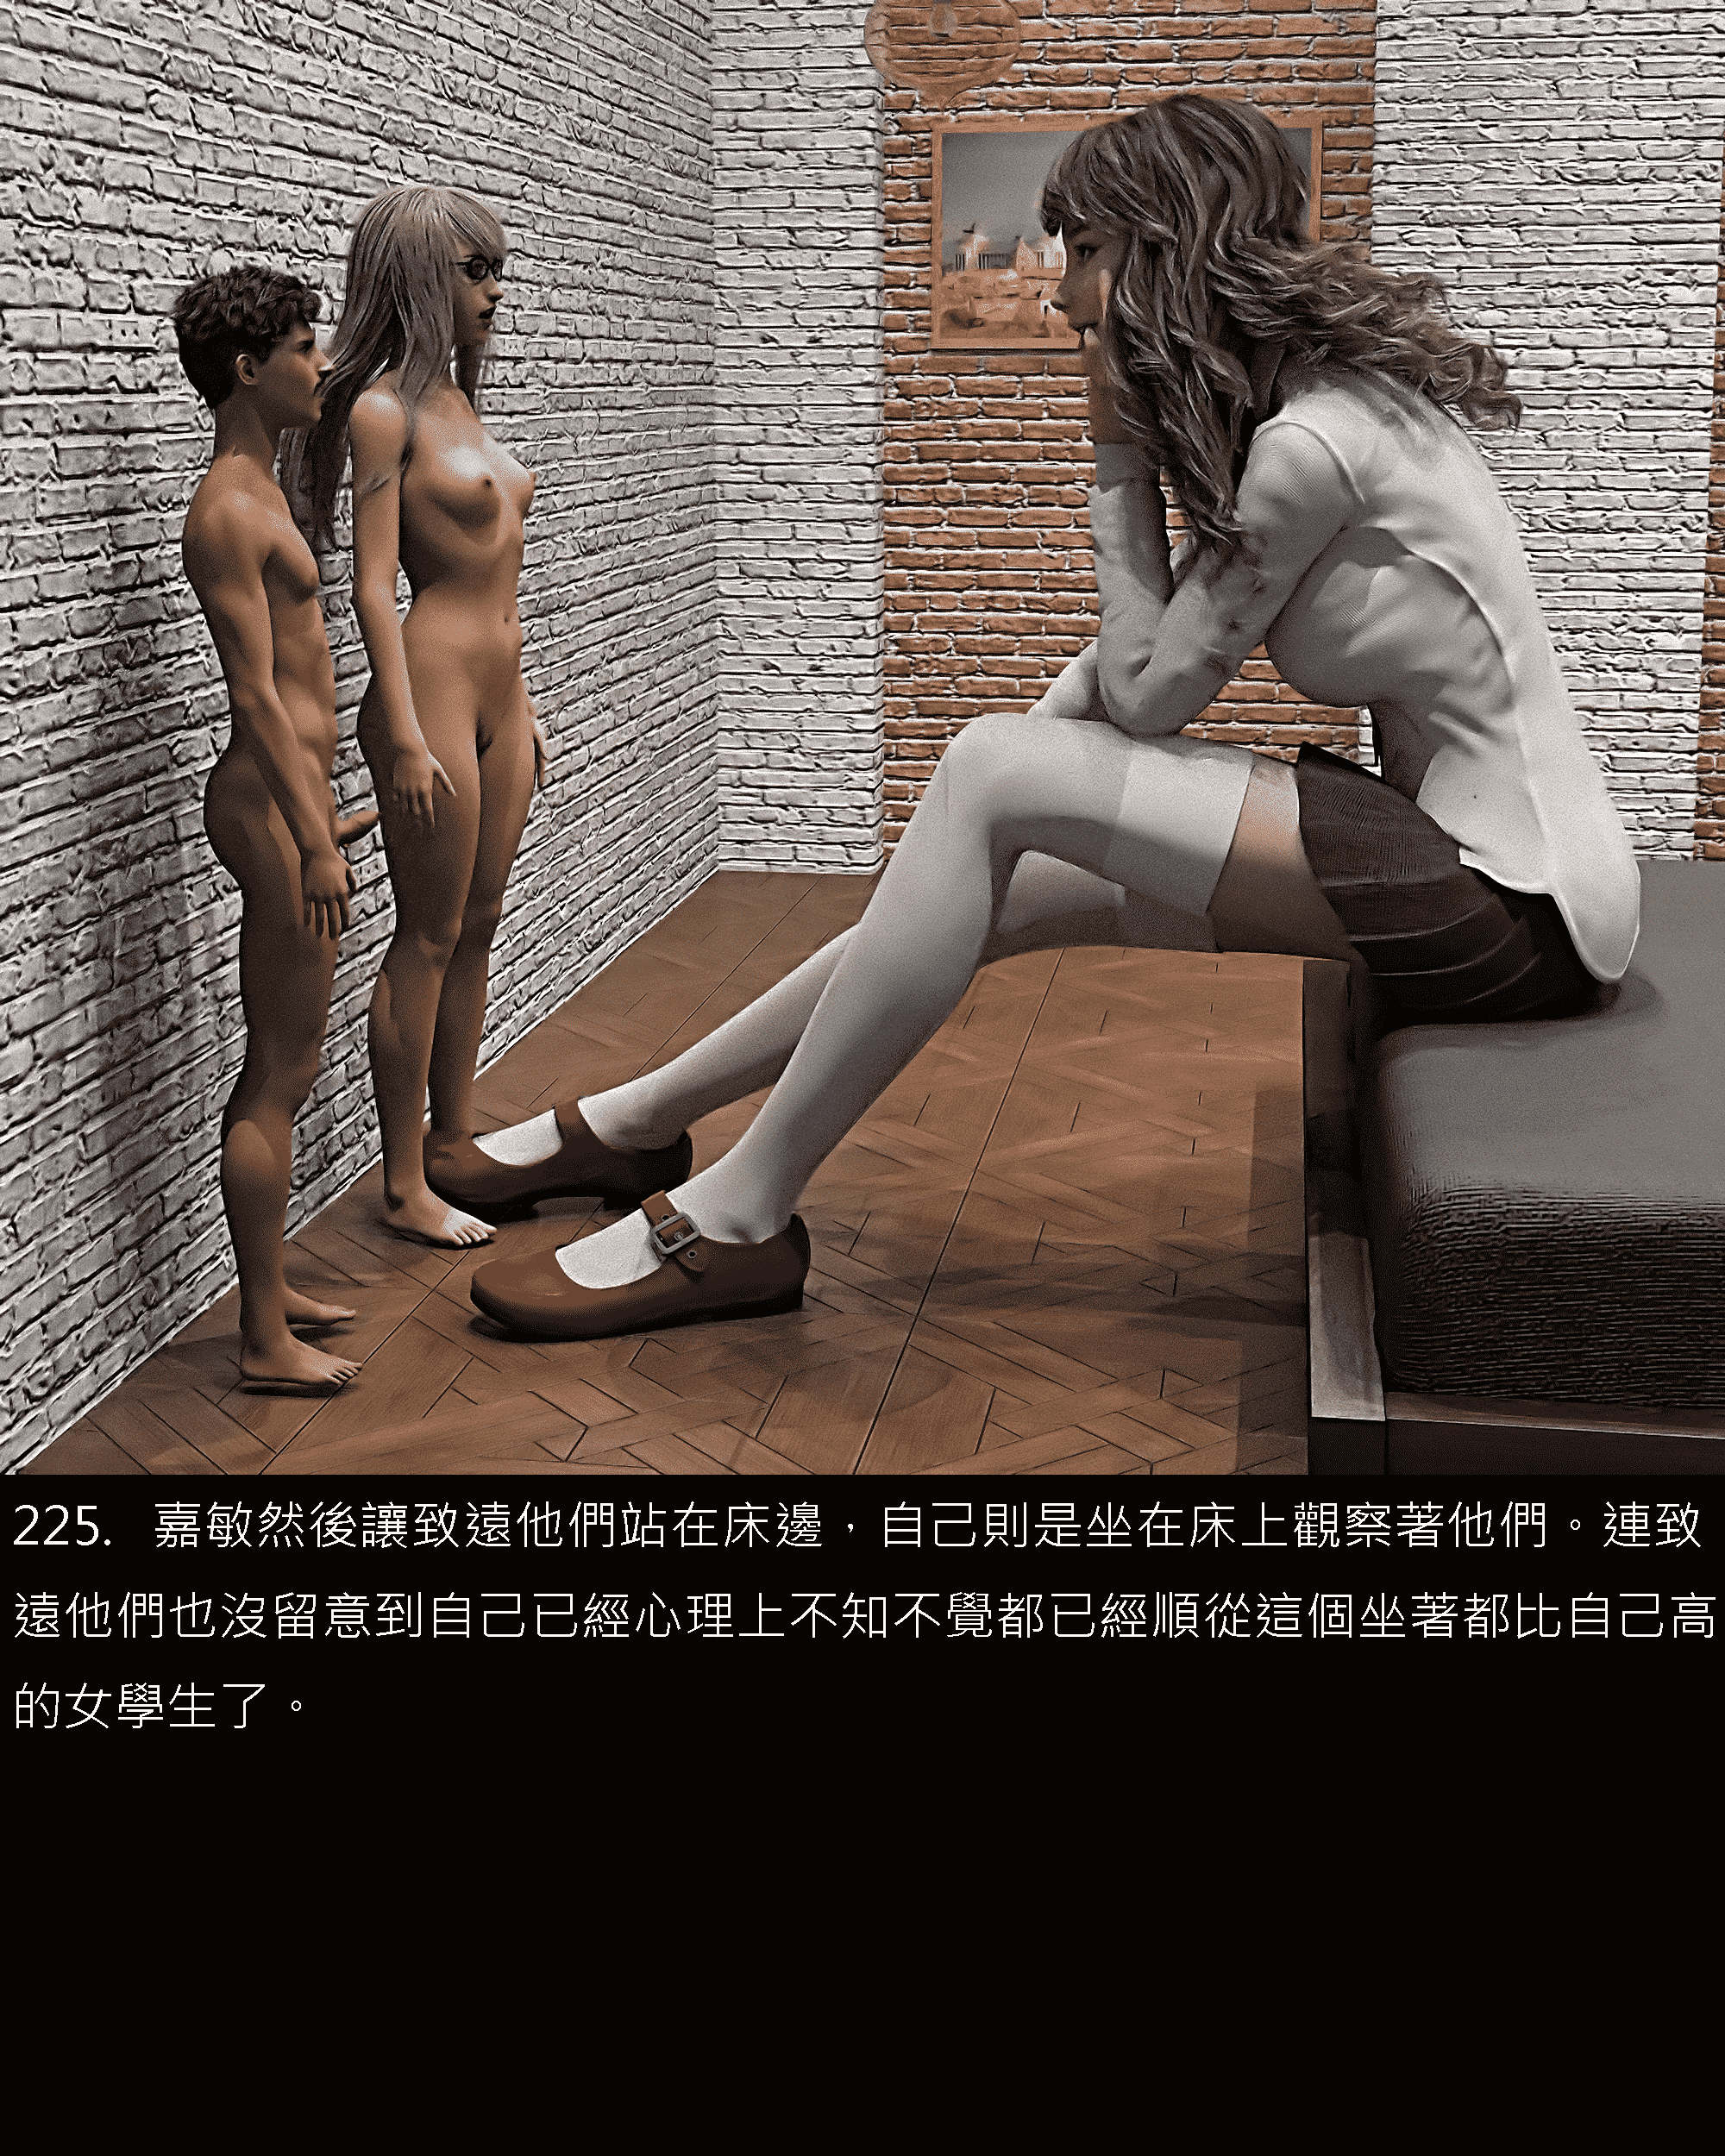 225. 嘉敏然後讓致遠他們站在床邊，自己則是坐在床上觀察著他們。連致
遠他們也沒留意到自己已經心理上不知不覺都已經順從這個坐著都比自己高
的女學生了。